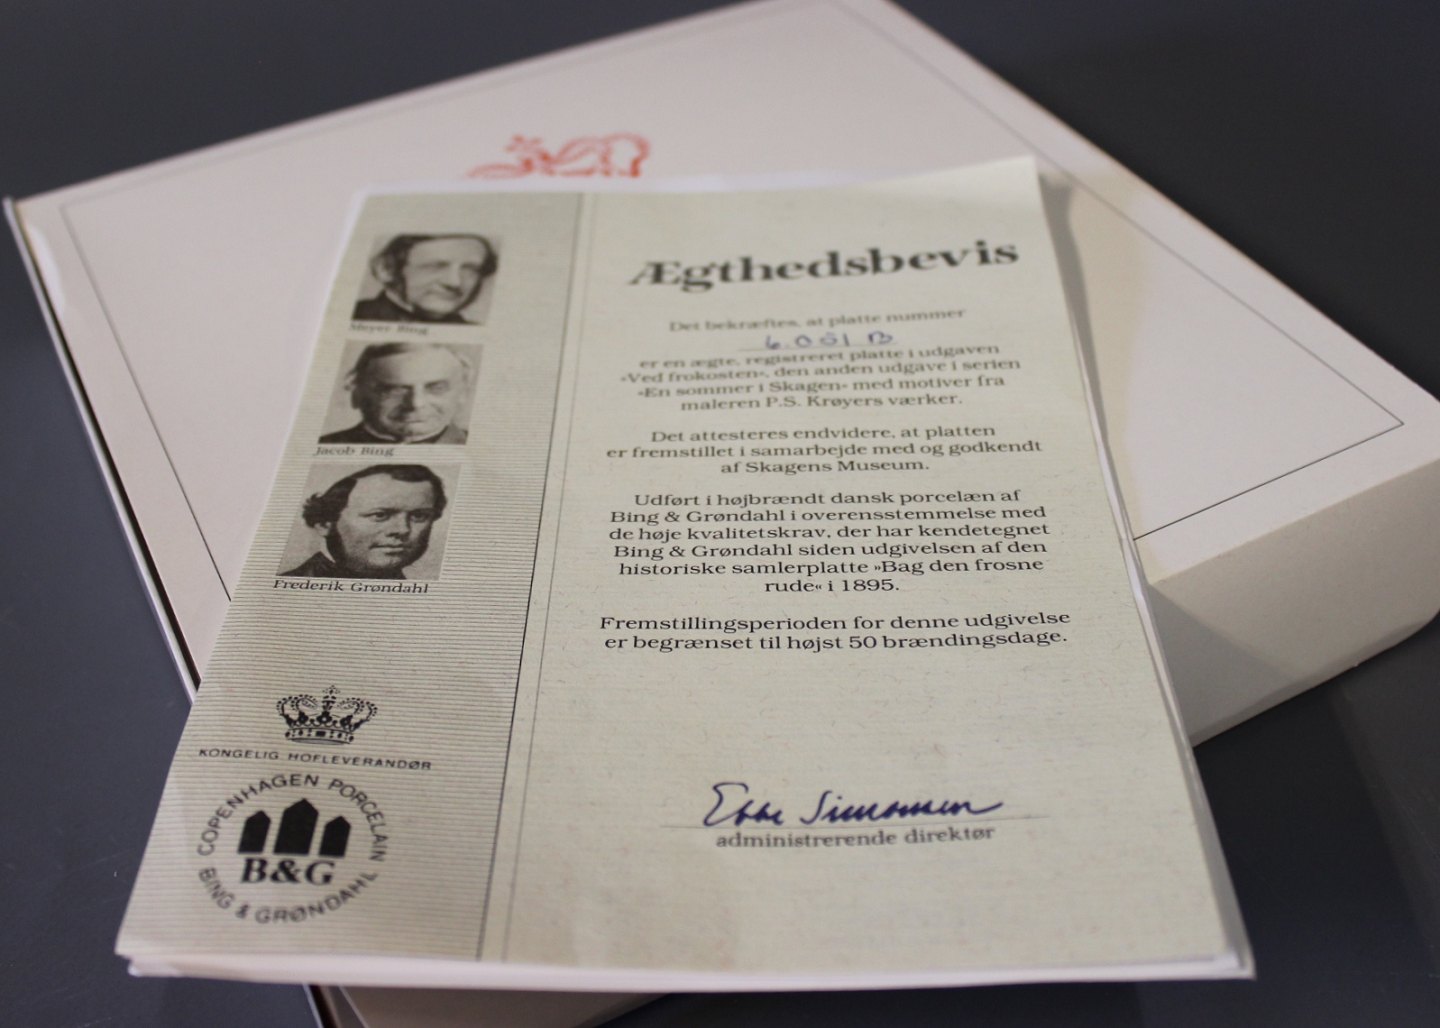 Ægthedsbevis
Det bekræftes, at platte nummer
6.051 B
er en ægte, registreret platte i udgaven
»Ved frokosten«, den anden udgave i serien
»En sommer i Skagen« med motiver fra
maleren P.S. Krøyers værker.
Det attesteres endvidere, at platten
er fremstillet i samarbejde med og godkendt
af Skagens Museum.
Udført i højbrændt dansk porcelæn af
Bing & Grøndahl i overensstemmelse med
de høje kvalitetskrav, der har kendetegnet
Bing & Grøndahl siden udgivelsen af den
historiske samlerplatte »Bag den frosne
rude« i 1895.
Fremstillingsperioden for denne udgivelse
er begrænset til højst 50 brændingsdage.
Ebbe Simonsen
administrerende direktør
Meyer Bing
Jacob Bing
Frederik Grøndahl
KONGELIG HOFLEVERANDØR
COPENHAGEN PORCELAIN
B&G
BING & GRØNDAHL